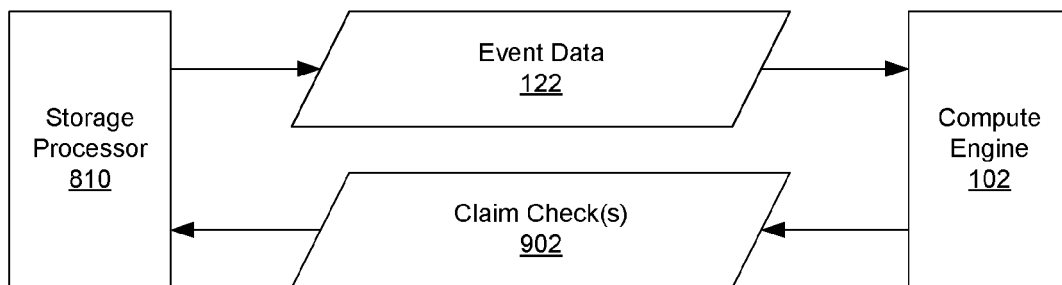 Event Data
122
Storage
Processor
810
Compute
Engine
102
Claim Check(s)
902